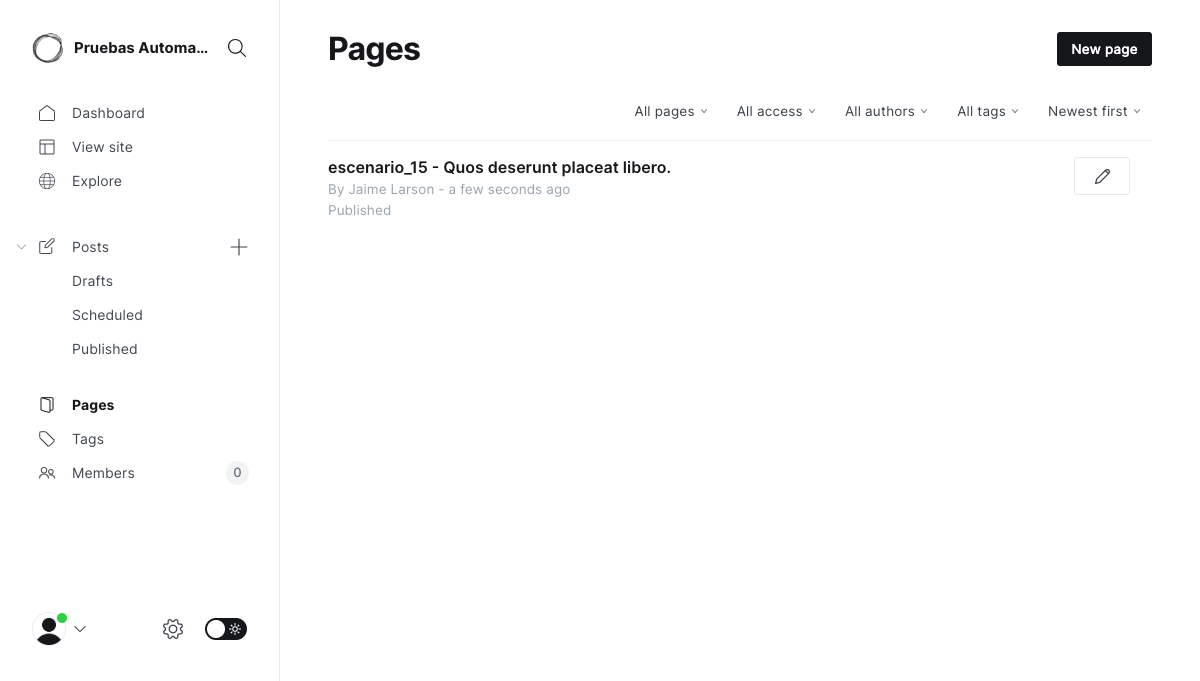 Pruebas Automa...
Dashboard
View site
Explore
Posts
Drafts
Scheduled
Published
Pages
Tags
Members 0
Pages
New page
All pages All access All authors All tags Newest first
escenario_15 - Quos deserunt placeat libero.
By Jaime Larson - a few seconds ago
Published